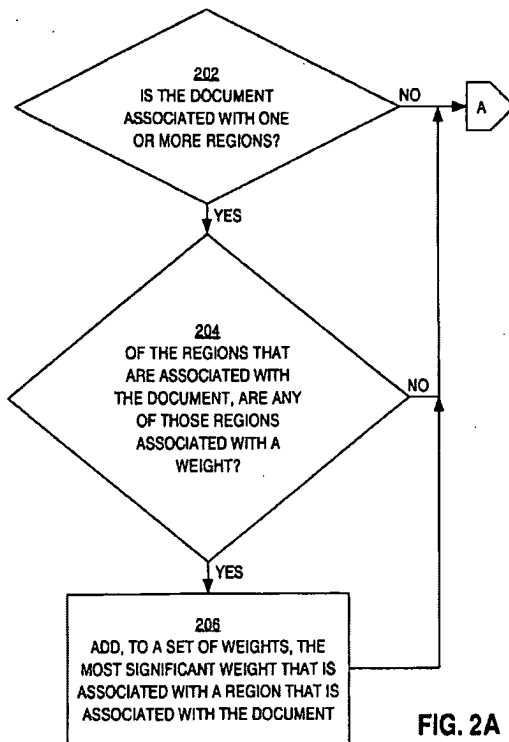 202
IS THE DOCUMENT
ASSOCIATED WITH ONE
OR MORE REGIONS?
NO
A
YES
204
OF THE REGIONS THAT
ARE ASSOCIATED WITH
THE DOCUMENT, ARE ANY
OF THOSE REGIONS
ASSOCIATED WITH A
WEIGHT?
NO
YES
206
ADD, TO A SET OF WEIGHTS, THE
MOST SIGNIFICANT WEIGHT THAT IS
ASSOCIATED WITH A REGION THAT IS
ASSOCIATED WITH THE DOCUMENT
FIG. 2A